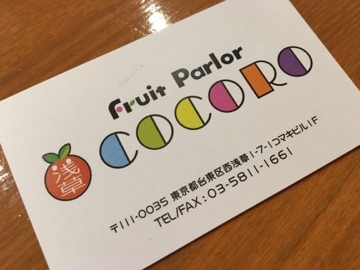 Fruit Parlor
COCORO
浅草
〒111-0035 東京都台東区西浅草1-7-1コマキビル1F
TEL/FAX:03-5811-1661